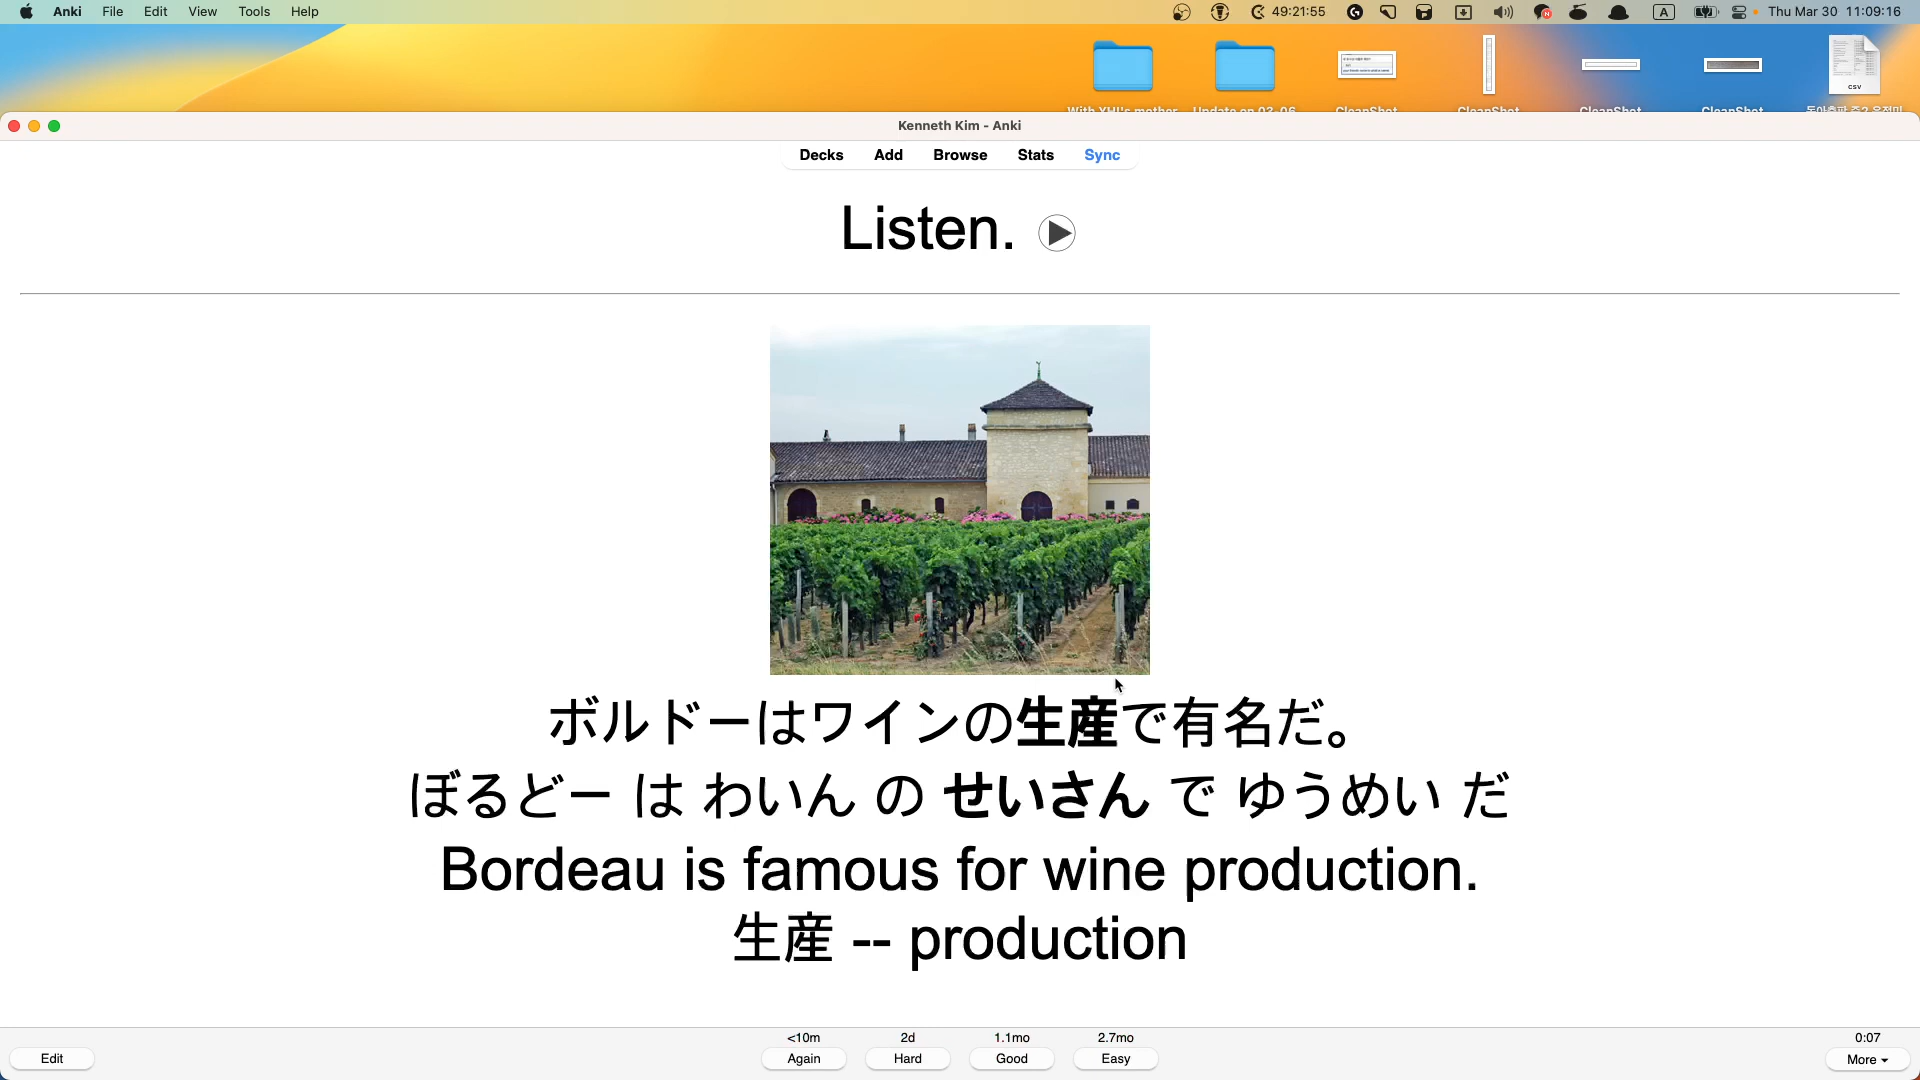 Anki File Edit View Tools Help 49:21:55 A Thu Mar 30 11:09:16
CSV
Kenneth Kim - Anki
Decks Add Browse Stats Sync
Listen.
ボルドーはワインの生産で有名だ。
ぼるどー は わいん の せいさん で ゆうめい だ
Bordeau is famous for wine production.
生産 -- production
<10m 2d 1.1mo 2.7mo 0:07
Edit Again Hard Good Easy More